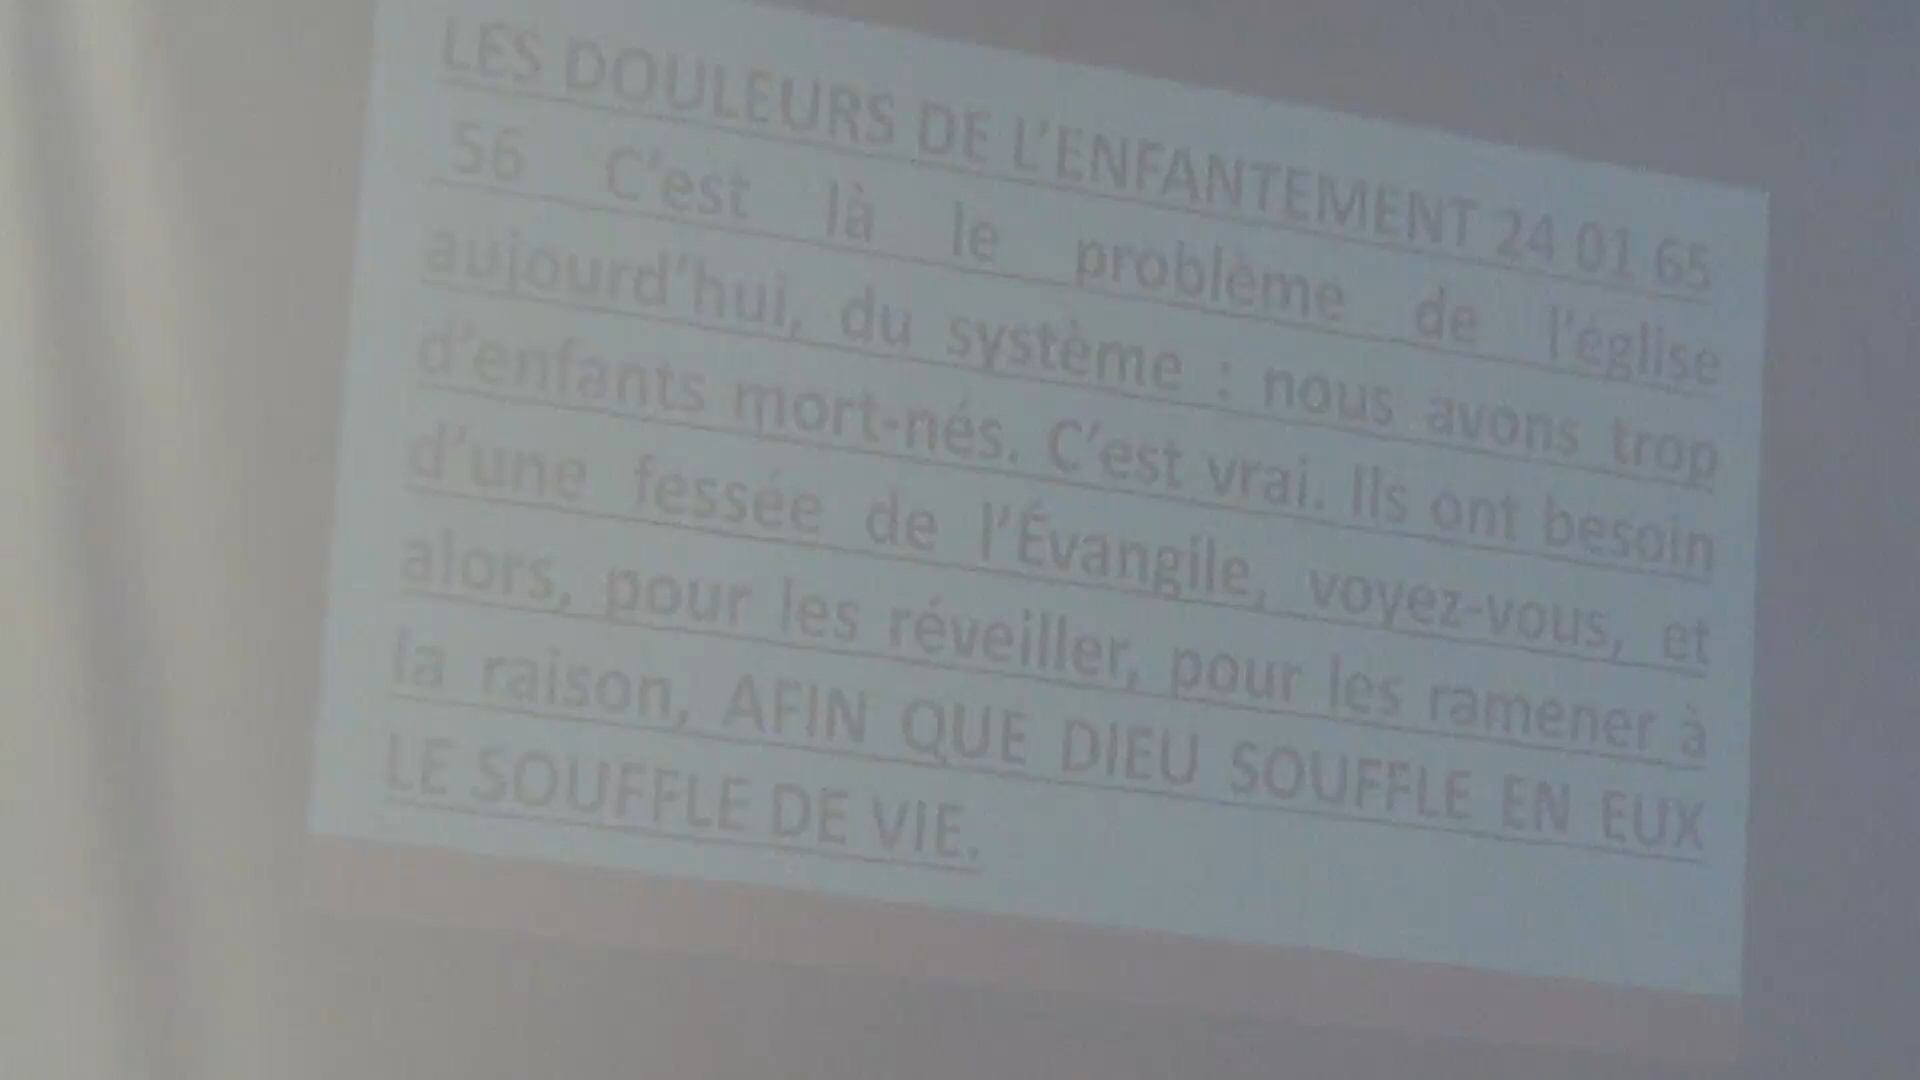 LES DOULEURS DE L'ENFANTEMENT 24 01 65
56 C'est là le problème de l'église
aujourd'hui, du système : nous avons trop
d'enfants mort-nés. C'est vrai. Ils ont besoin
d'une fessée de l'Évangile, voyez-vous, et
alors, pour les réveiller, pour les ramener à
la raison, AFIN QUE DIEU SOUFFLE EN EUX
LE SOUFFLE DE VIE.